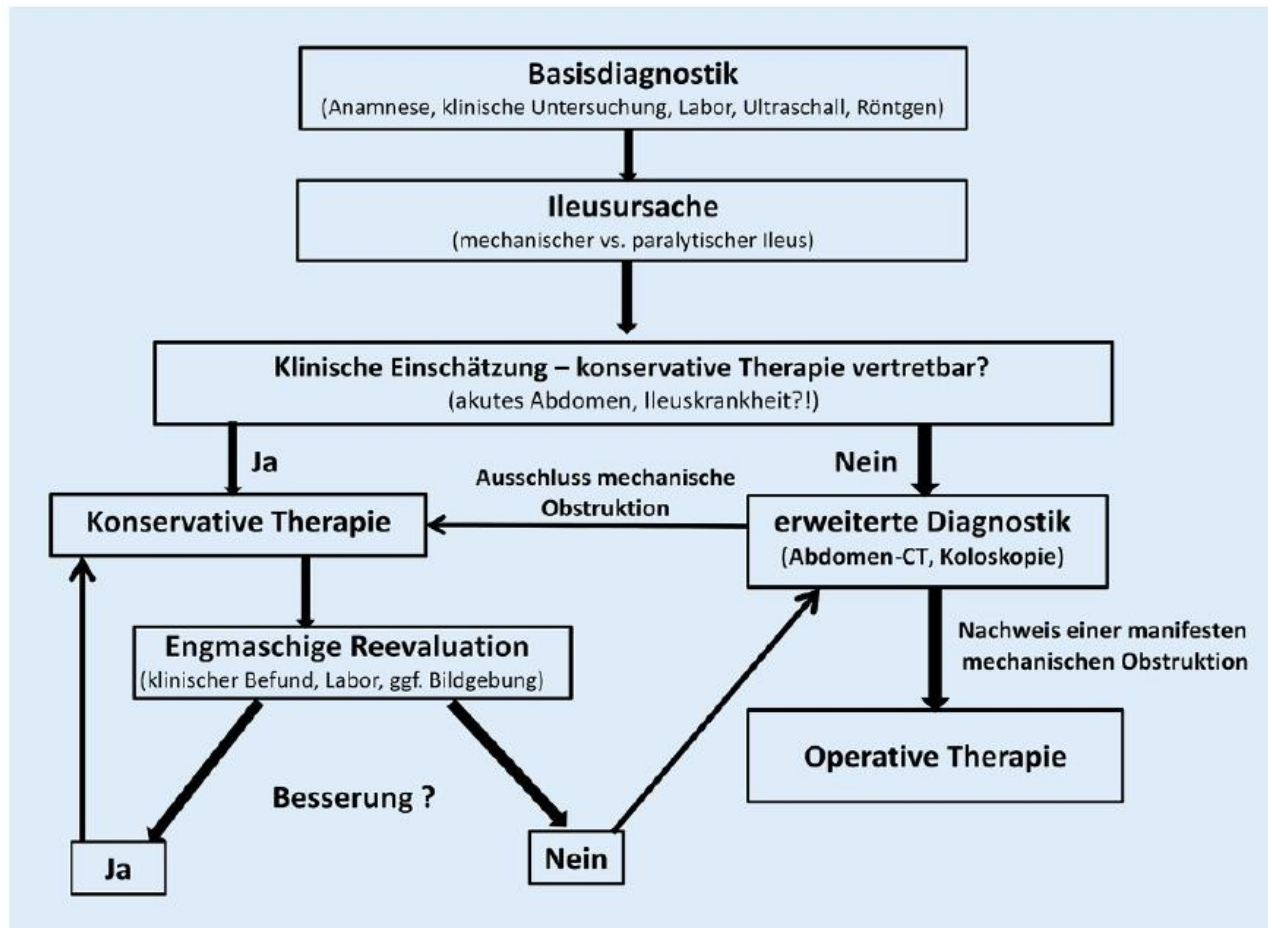 Basisdiagnostik
(Anamnese, klinische Untersuchung, Labor, Ultraschall, Röntgen)
Ileusursache
(mechanischer vs. paralytischer Ileus)
Klinische Einschätzung – konservative Therapie vertretbar?
(akutes Abdomen, Ileuskrankheit?!)
Ja
Nein
Ausschluss mechanische
Obstruktion
Konservative Therapie
erweiterte Diagnostik
(Abdomen-CT, Koloskopie)
Engmaschige Reevaluation
(klinischer Befund, Labor, ggf. Bildgebung)
Nachweis einer manifesten
mechanischen Obstruktion
Operative Therapie
Besserung ?
Ja
Nein